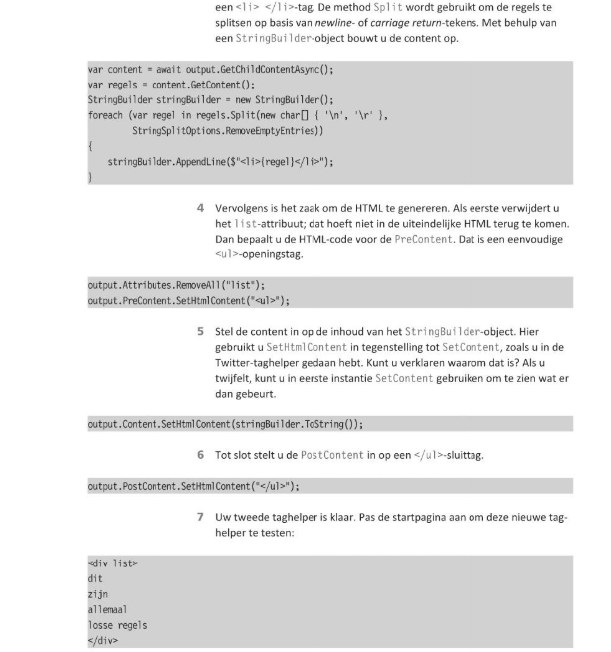 een <li> </li>-tag. De method Split wordt gebruikt om de regels te
splitsen op basis van newline- of carriage return-tekens. Met behulp van
een StringBuilder-object bouwt u de content op.
var content = await output.GetChildContentAsync();
var regels = content.GetContent();
StringBuilder stringBuilder = new StringBuilder();
foreach (var regel in regels.Split(new char[] { '\n', '\r' },
StringSplitOptions.RemoveEmptyEntries))
{
stringBuilder.AppendLine($"<li>{regel}</li>");
}
4 Vervolgens is het zaak om de HTML te genereren. Als eerste verwijdert u
het list-attribuut; dat hoeft niet in de uiteindelijke HTML terug te komen.
Dan bepaalt u de HTML-code voor de PreContent. Dat is een eenvoudige
<ul>-openingstag.
output.Attributes.RemoveAll("list");
output.PreContent.SetHtmlContent("<ul>");
5 Stel de content in op de inhoud van het StringBuilder-object. Hier
gebruikt u SetHtmlContent in tegenstelling tot SetContent, zoals u in de
Twitter-taghelper gedaan hebt. Kunt u verklaren waarom dat is? Als u
twijfelt, kunt u in eerste instantie SetContent gebruiken om te zien wat er
dan gebeurt.
output.Content.SetHtmlContent(stringBuilder.ToString());
6 Tot slot stelt u de PostContent in op een </ul>-sluittag.
output.PostContent.SetHtmlContent("</ul>");
7 Uw tweede taghelper is klaar. Pas de startpagina aan om deze nieuwe tag-
helper te testen:
<div list>
dit
zijn
allemaal
losse regels
</div>